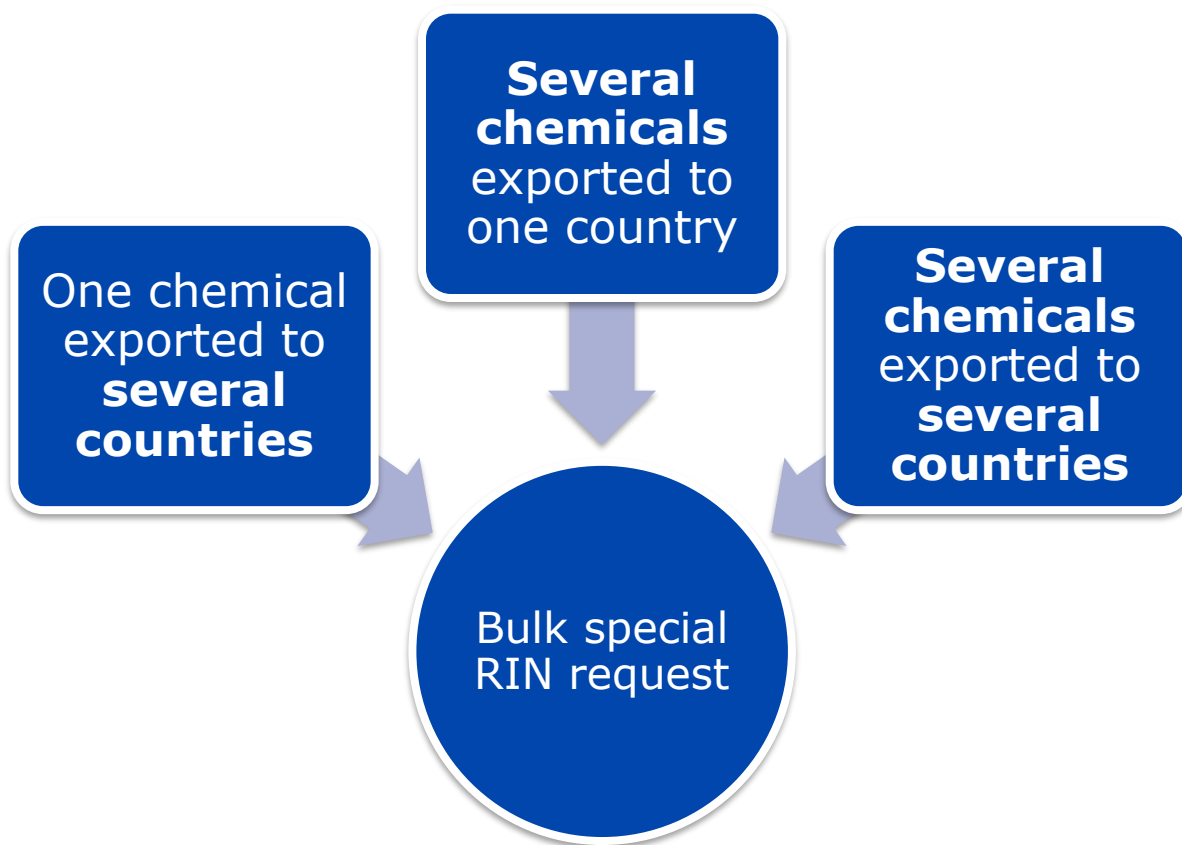 One chemical
exported to
several
countries
Several
chemicals
exported to
one country
Several
chemicals
exported to
several
countries
Bulk special
RIN request